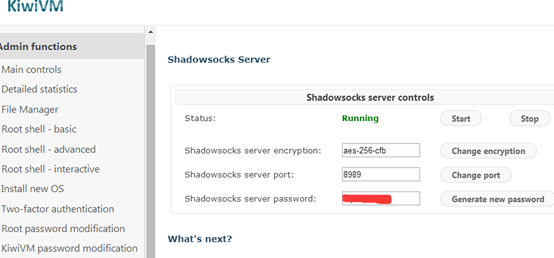 KiwiVM
Admin functions
Main controls
Detailed statistics
File Manager
Root shell - basic
Root shell - advanced
Root shell - interactive
Install new OS
Two-factor authentication
Root password modification
KiwiVM password modification
Shadowsocks Server
Shadowsocks server controls
Status: Running Start Stop
Shadowsocks server encryption: aes-256-cfb Change encryption
Shadowsocks server port: 8989 Change port
Shadowsocks server password: Generate new password
What's next?